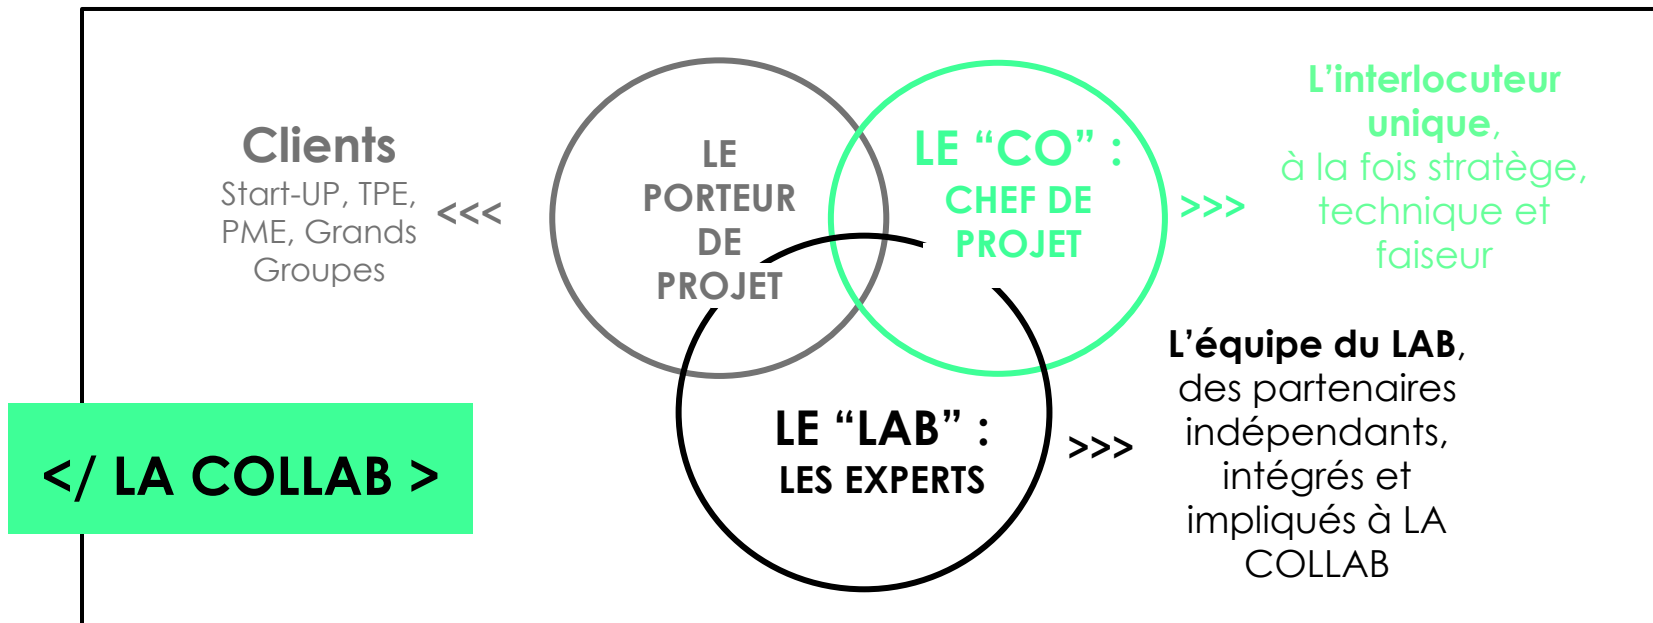 Clients
Start-UP, TPE,
PME, Grands
Groupes
<<<
LE
PORTEUR
DE
PROJET
LE “CO” :
CHEF DE
PROJET
>>>
L’interlocuteur
unique,
à la fois stratège,
technique et
faiseur
</ LA COLLAB >
LE “LAB” :
LES EXPERTS
>>>
L’équipe du LAB,
des partenaires
indépendants,
intégrés et
impliqués à LA
COLLAB